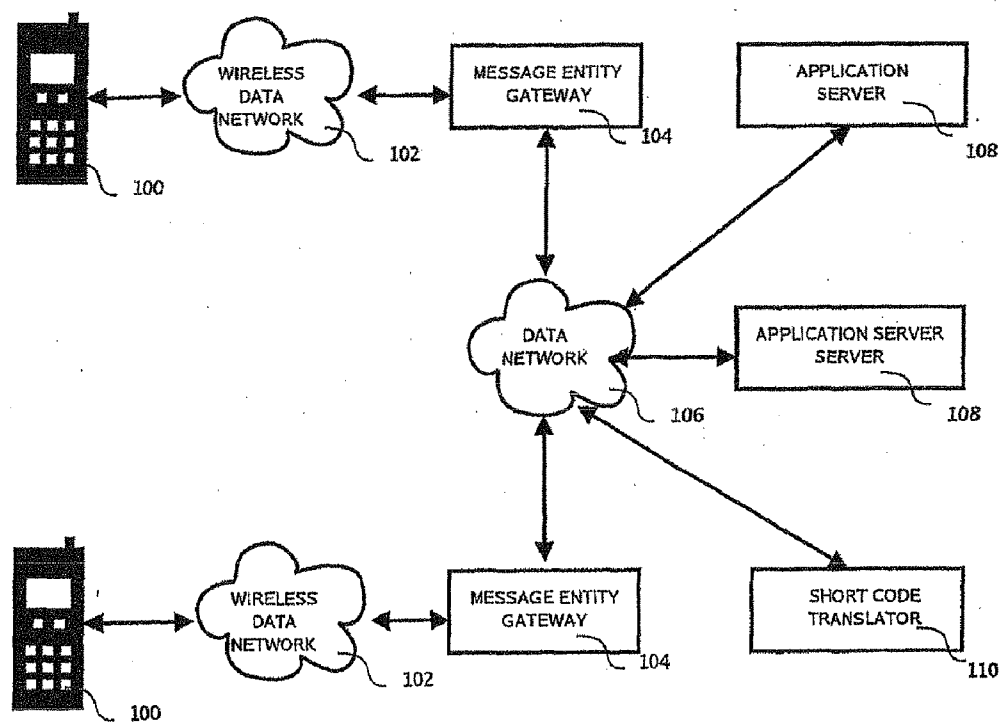 WIRELESS
DATA
NETWORK
102
100
MESSAGE ENTITY
GATEWAY
104
APPLICATION
SERVER
108
DATA
NETWORK
106
APPLICATION SERVER
SERVER
108
WIRELESS
DATA
NETWORK
102
100
MESSAGE ENTITY
GATEWAY
104
SHORT CODE
TRANSLATOR
110